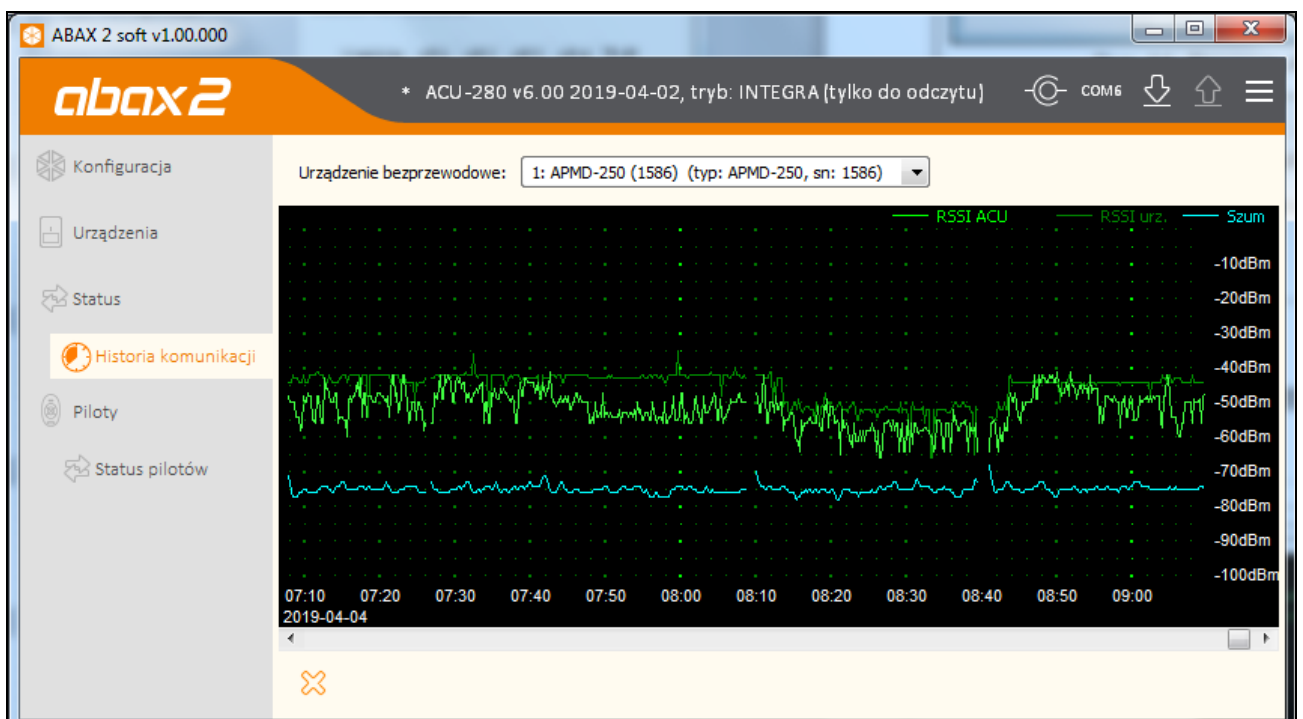 ABAX 2 soft v1.00.000
abax2
* ACU-280 v6.00 2019-04-02, tryb: INTEGRA (tylko do odczytu)
COM6
Konfiguracja
Urządzenia
Status
Historia komunikacji
Piloty
Status pilotów
Urządzenie bezprzewodowe: 1: APMD-250 (1586) (typ: APMD-250, sn: 1586)
RSSI ACU RSSI urz. Szum
-10dBm
-20dBm
-30dBm
-40dBm
-50dBm
-60dBm
-70dBm
-80dBm
-90dBm
-100dBm
07:10 07:20 07:30 07:40 07:50 08:00 08:10 08:20 08:30 08:40 08:50 09:00
2019-04-04